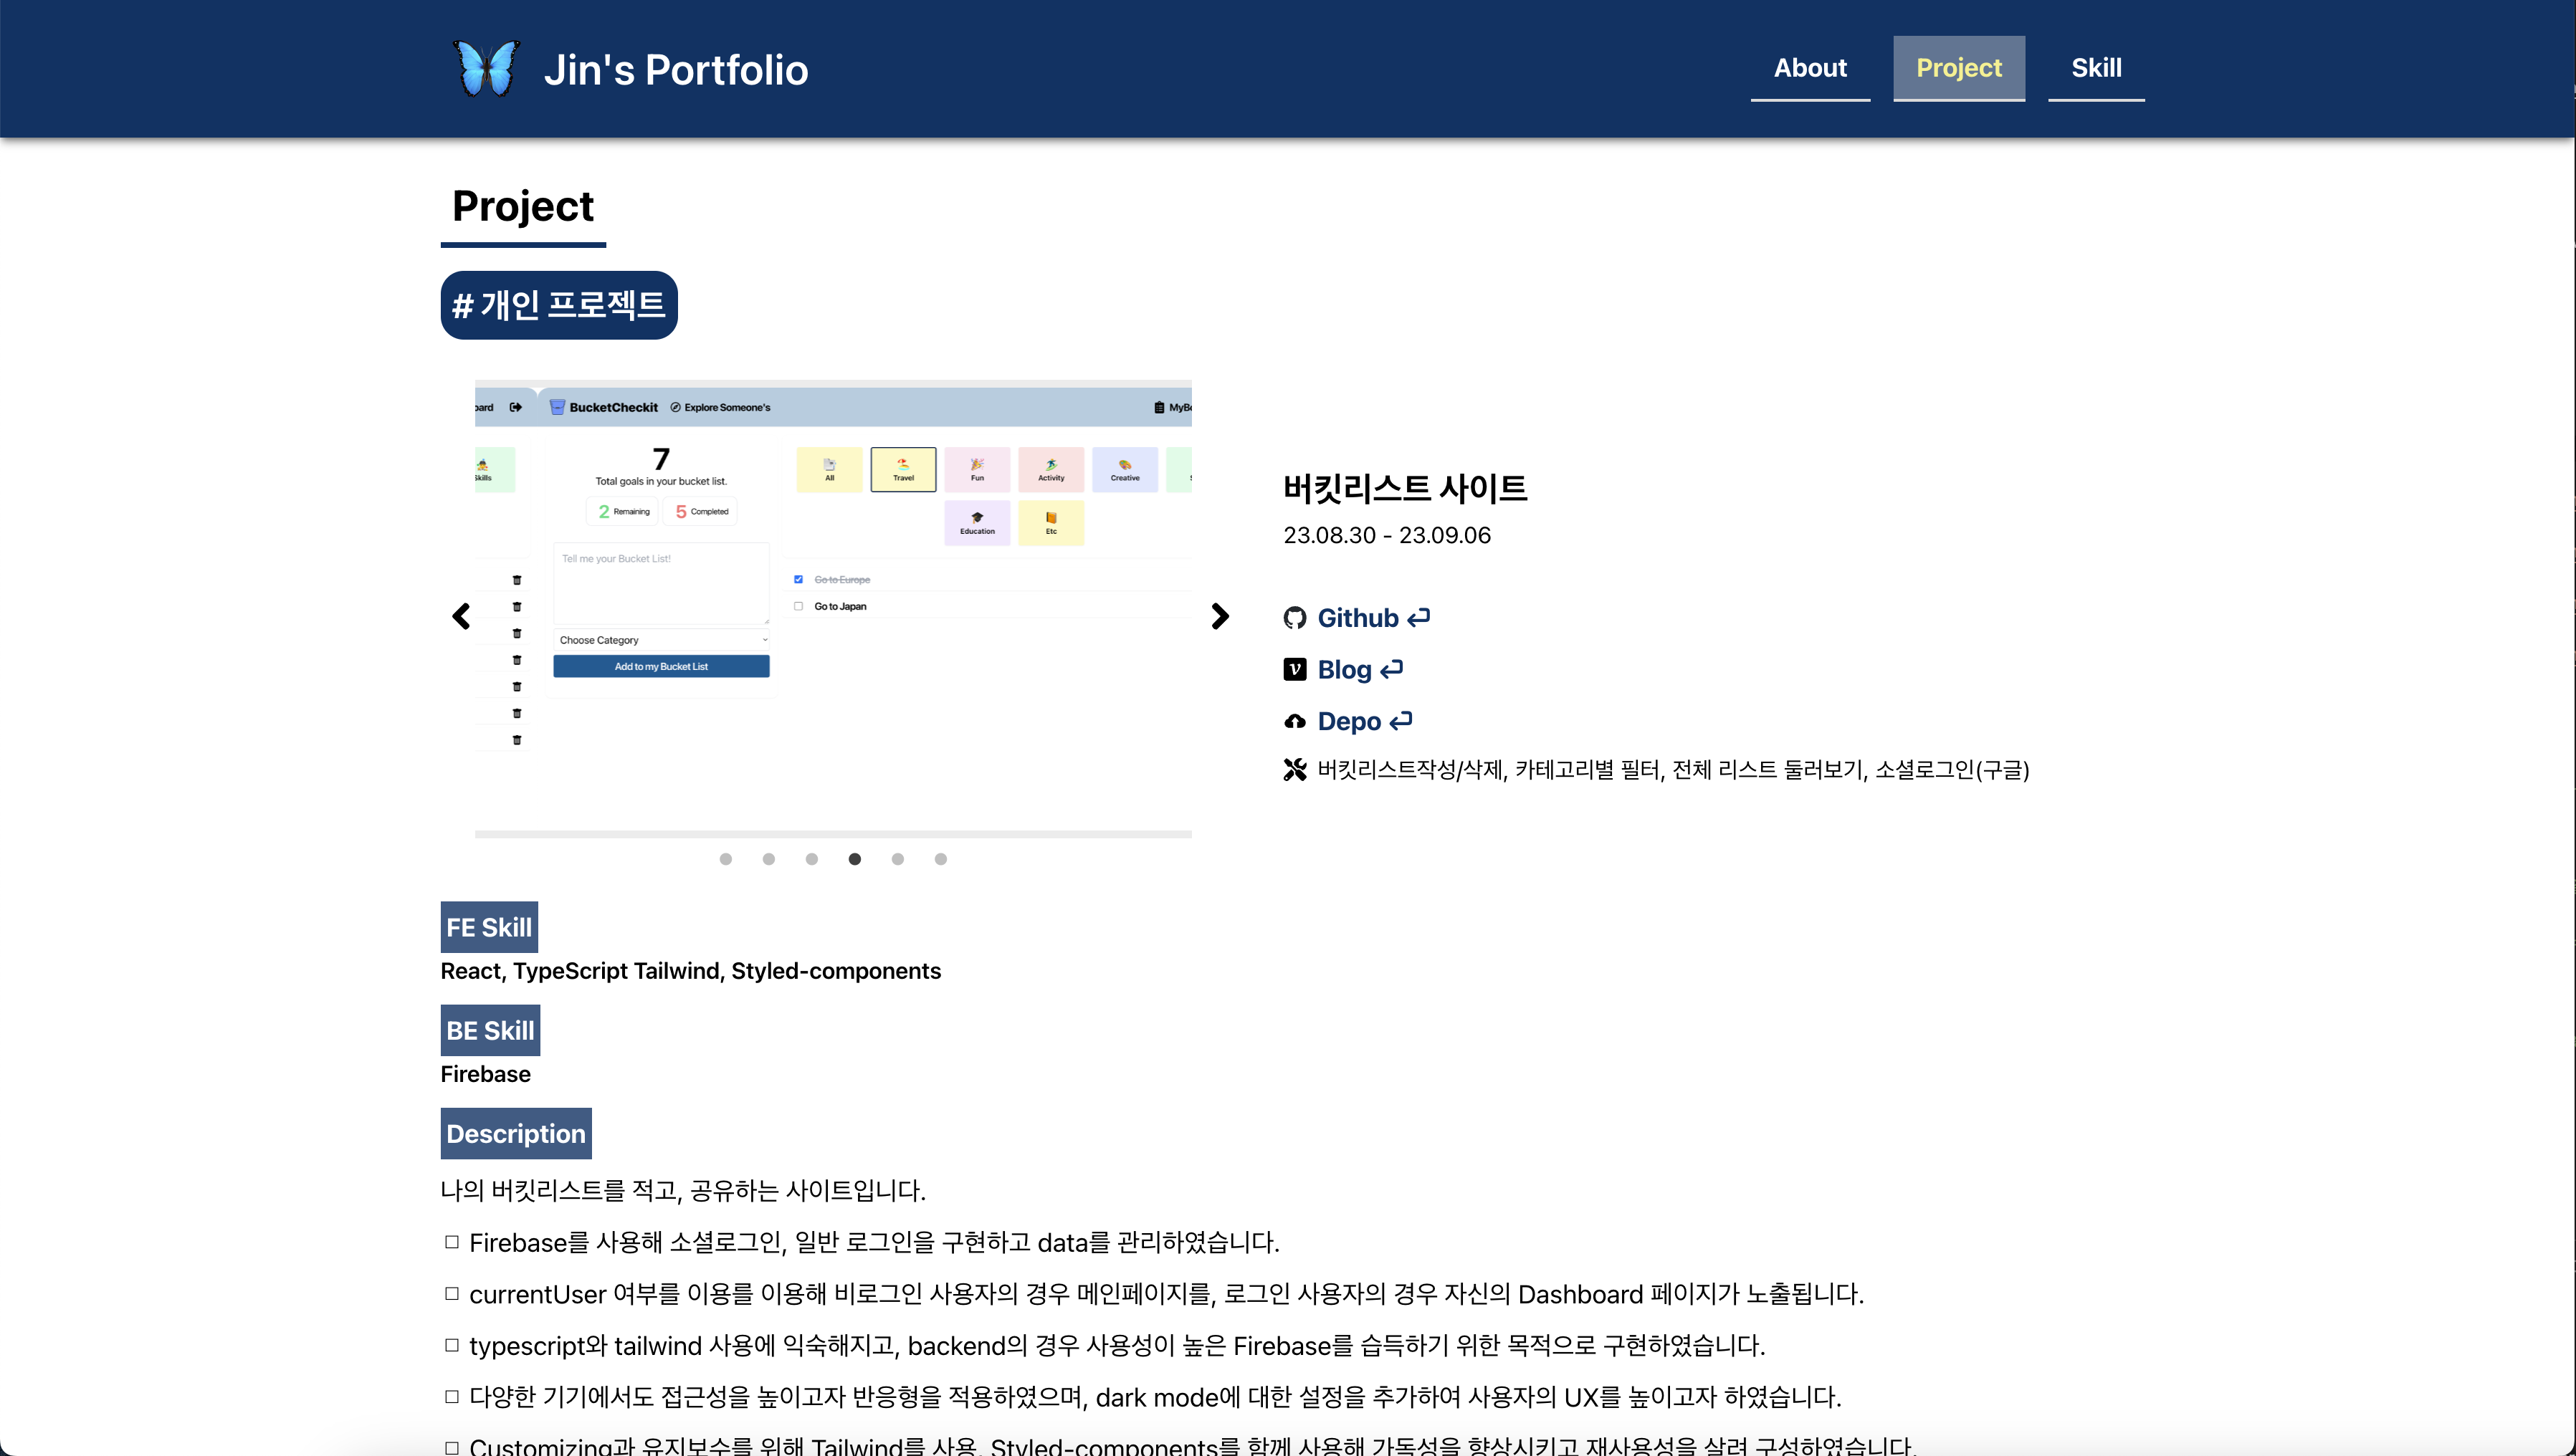 Jin's Portfolio
About
Project
Skill
Project
# 개인 프로젝트
BucketCheckit
Explore Someone's
7
Total goals in your bucket list.
2 Remaining
5 Completed
Tell me your Bucket List!
Choose Category
Add to my Bucket List
All
Travel
Fun
Activity
Creative
Education
Etc
Go to Europe
Go to Japan
버킷리스트 사이트
23.08.30 - 23.09.06
Github
Blog
Depo
버킷리스트작성/삭제, 카테고리별 필터, 전체 리스트 둘러보기, 소셜로그인(구글)
FE Skill
React, TypeScript Tailwind, Styled-components
BE Skill
Firebase
Description
나의 버킷리스트를 적고, 공유하는 사이트입니다.
Firebase를 사용해 소셜로그인, 일반 로그인을 구현하고 data를 관리하였습니다.
currentUser 여부를 이용를 이용해 비로그인 사용자의 경우 메인페이지를, 로그인 사용자의 경우 자신의 Dashboard 페이지가 노출됩니다.
typescript와 tailwind 사용에 익숙해지고, backend의 경우 사용성이 높은 Firebase를 습득하기 위한 목적으로 구현하였습니다.
다양한 기기에서도 접근성을 높이고자 반응형을 적용하였으며, dark mode에 대한 설정을 추가하여 사용자의 UX를 높이고자 하였습니다.
Customizing과 유지보수를 위해 Tailwind를 사용, Styled-components를 함께 사용해 가독성을 향상시키고 재사용성을 살려 구성하였습니다.